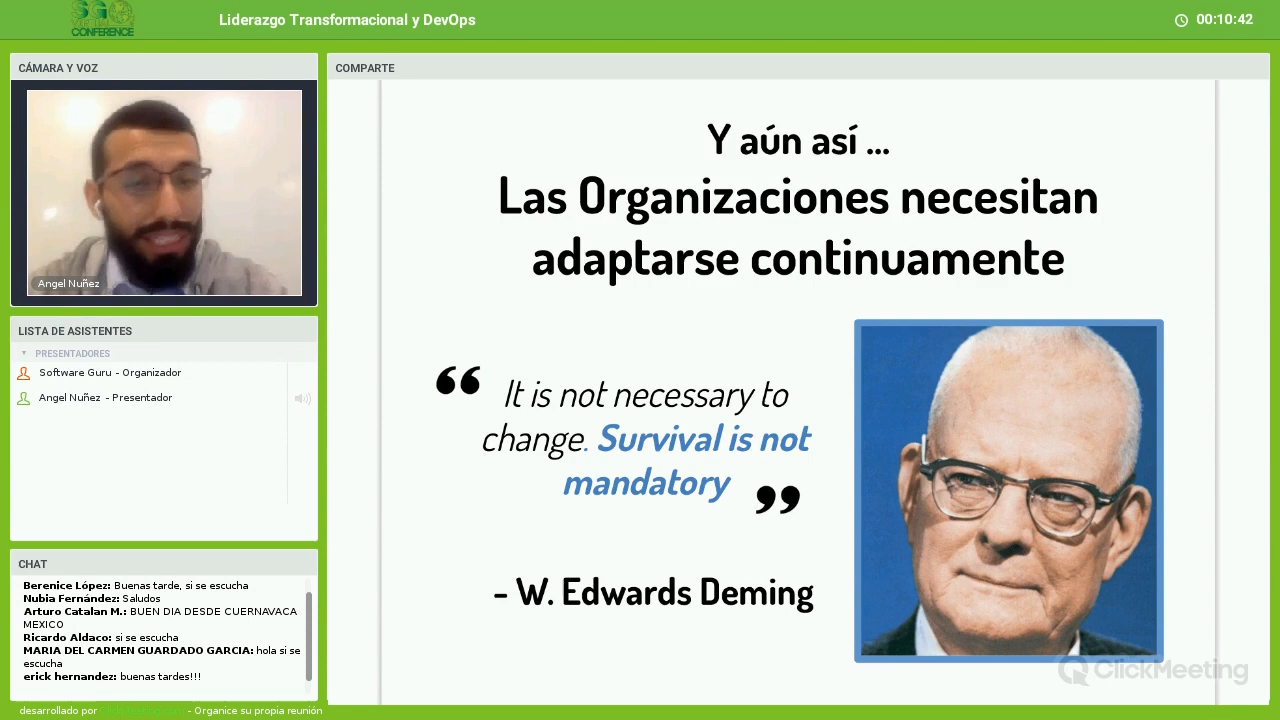 SG
CONFERENCE
Liderazgo Transformacional y DevOps
00:10:42
CÁMARA Y VOZ
Angel Nuñez
LISTA DE ASISTENTES
PRESENTADORES
Software Guru - Organizador
Angel Nuñez - Presentador
CHAT
Berenice López: Buenas tarde, si se escucha
Nubia Fernández: Saludos
Arturo Catalan M.: BUEN DIA DESDE CUERNAVACA
MEXICO
Ricardo Aldaco: si se escucha
MARIA DEL CARMEN GUARDADO GARCIA: hola si se
escucha
erick hernandez: buenas tardes!!!
desarrollado por - Organice su propia reunión
COMPARTE
Y aún así ...
Las Organizaciones necesitan
adaptarse continuamente
“ It is not necessary to
change. Survival is not
mandatory ”
- W. Edwards Deming
ClickMeeting